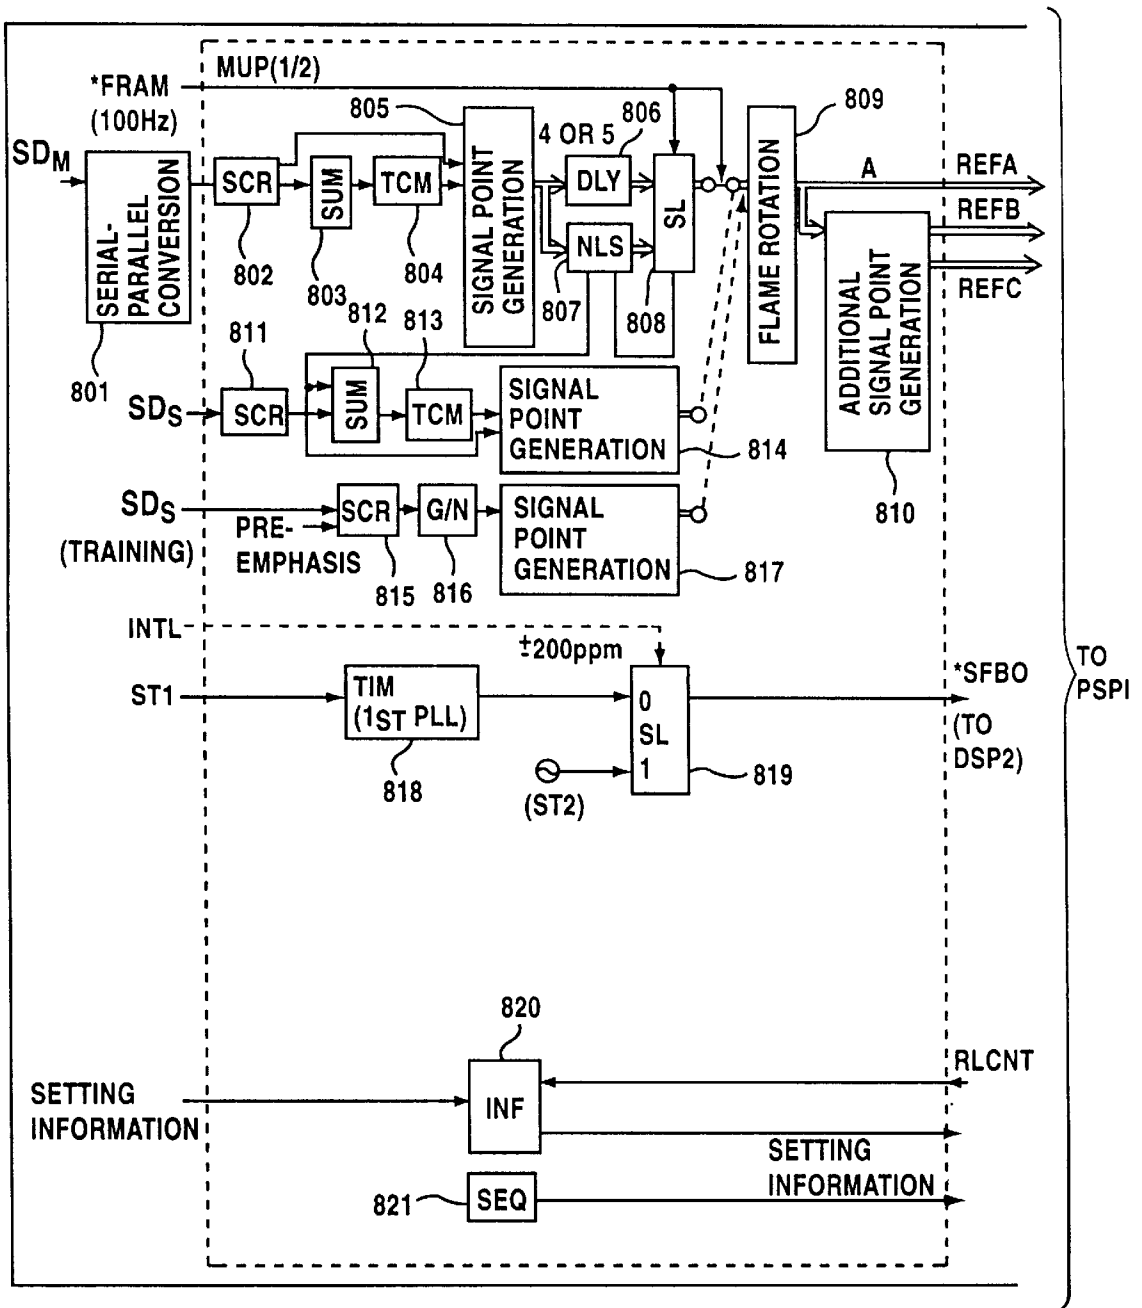 MUP(1/2)
*FRAM
(100Hz)
805
809
4 OR 5
806
SDM
SERIAL-
PARALLEL
CONVERSION
SCR
SUM
TCM
SIGNAL POINT
GENERATION
DLY
SL
FLAME ROTATION
A
REFA
REFB
REFC
NLS
802
803
804
807
808
801
811
812
813
ADDITIONAL
SIGNAL POINT
GENERATION
SDS
SCR
SUM
TCM
SIGNAL
POINT
GENERATION
814
810
SDS
(TRAINING)
PRE-
EMPHASIS
SCR
G/N
SIGNAL
POINT
GENERATION
815
816
817
INTL
±200ppm
ST1
TIM
(1ST PLL)
0
SL
1
*SFBO
(TO
DSP2)
TO
PSPI
818
(ST2)
819
820
RLCNT
SETTING
INFORMATION
INF
SETTING
INFORMATION
821
SEQ